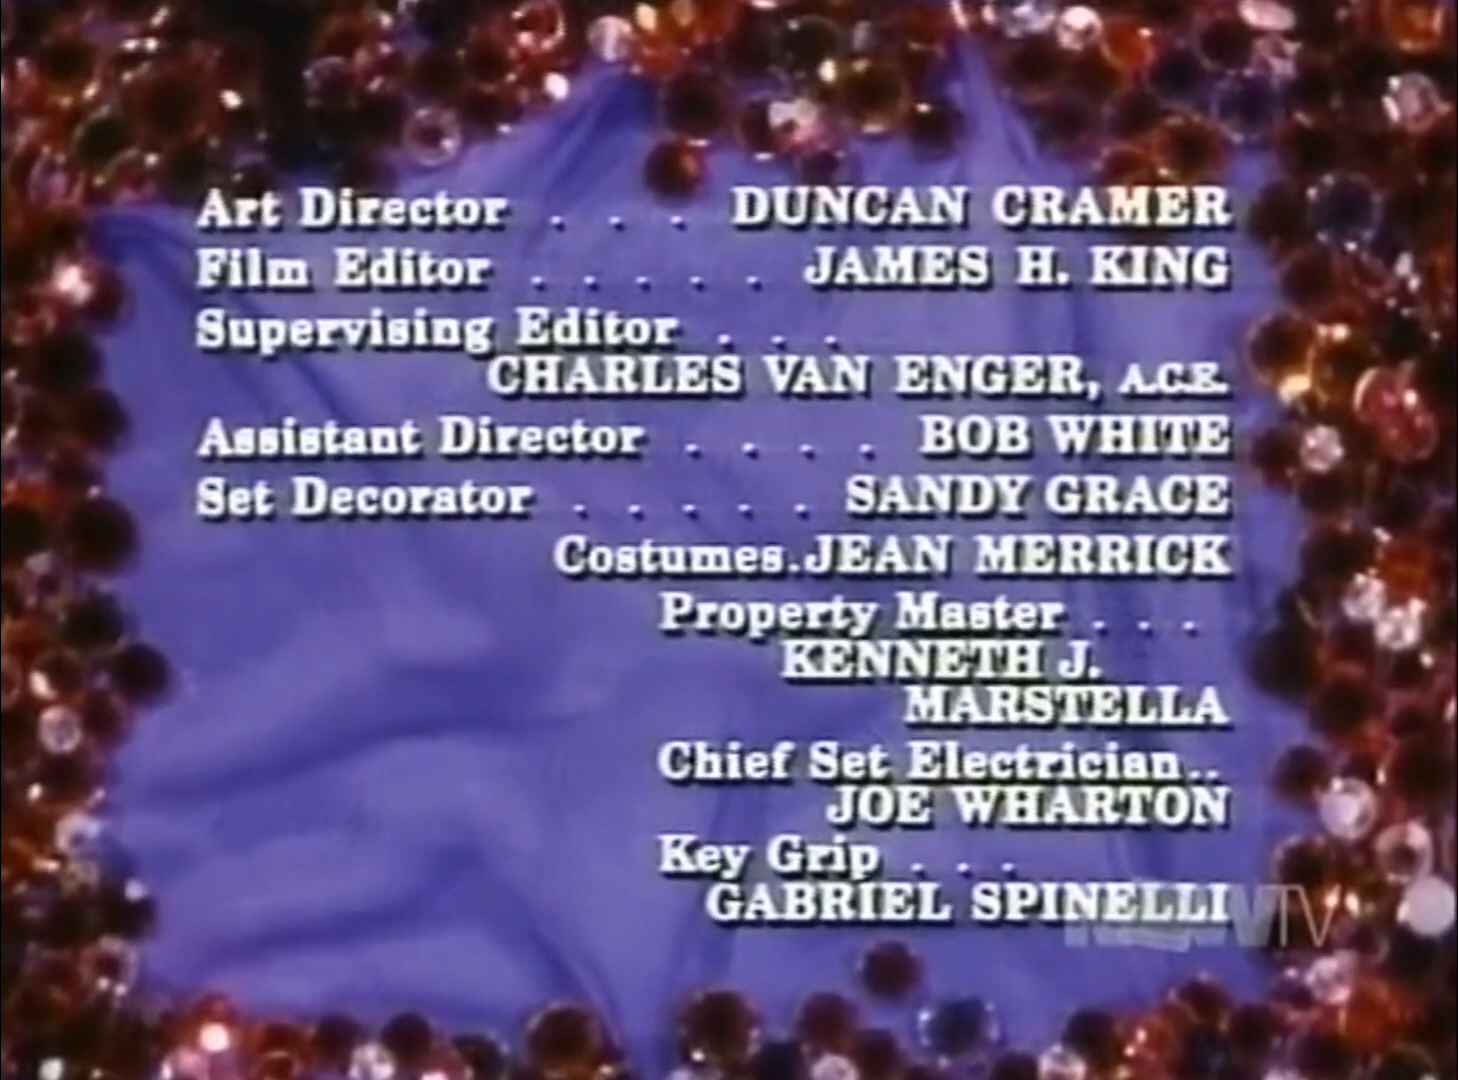 Art Director . . . DUNCAN CRAMER
Film Editor . . . . . JAMES H. KING
Supervising Editor . . .
CHARLES VAN ENGER, A.C.E.
Assistant Director . . . . BOB WHITE
Set Decorator . . . . . SANDY GRACE
Costumes.JEAN MERRICK
Property Master . . .
KENNETH J.
MARSTELLA
Chief Set Electrician..
JOE WHARTON
Key Grip . . .
GABRIEL SPINELLI
TV